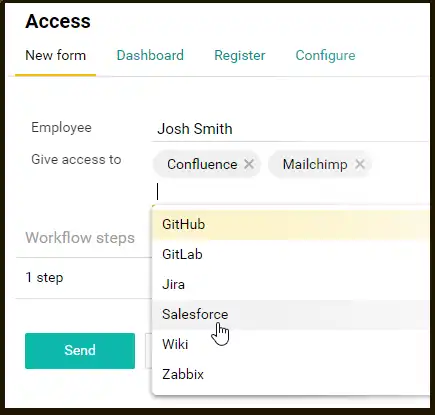 Access
New form Dashboard Register Configure
Employee Josh Smith
Give access to Confluence Mailchimp
GitHub
Workflow steps
GitLab
1 step
Jira
Salesforce
Send
Wiki
Zabbix